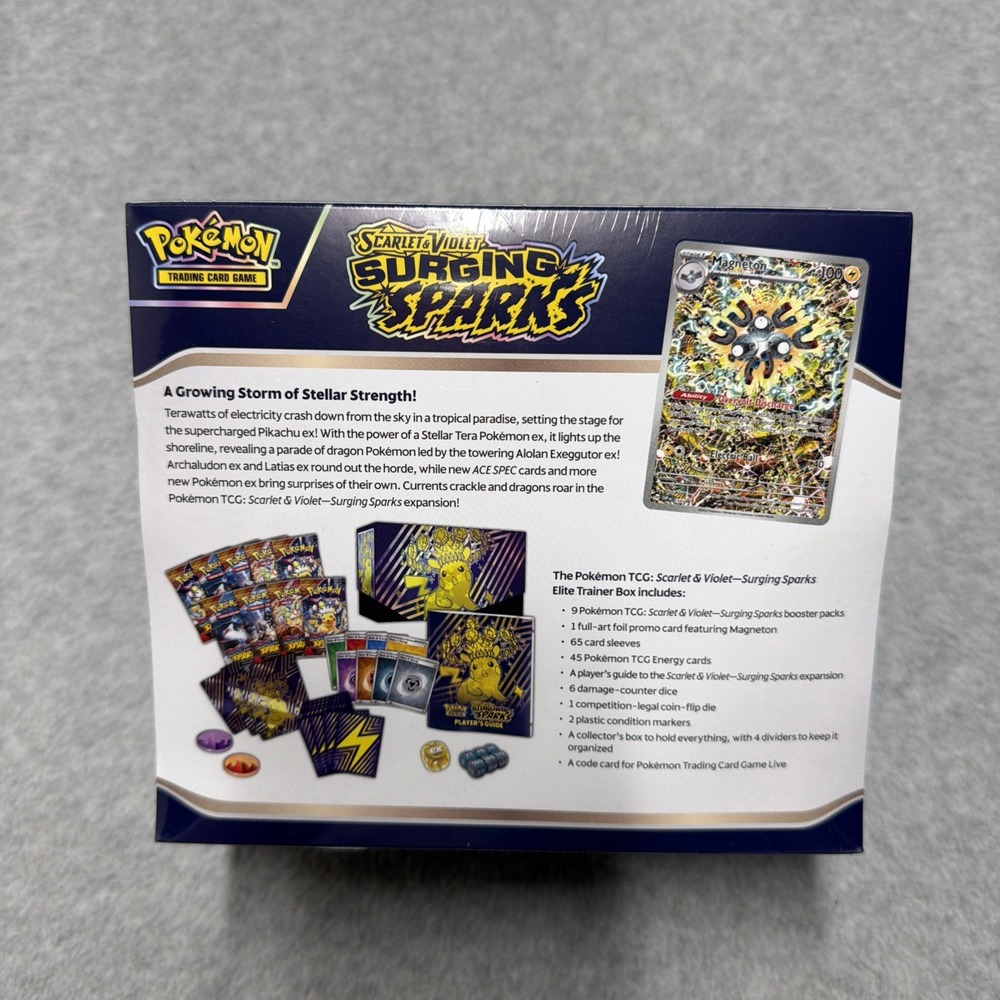 POKéMON
TM
TRADING CARD GAME
SCARLET & VIOLET
SURGING
SPARKS
Magneton
100
Ability Overvolt Discharge
Electric Ball
A Growing Storm of Stellar Strength!
Terawatts of electricity crash down from the sky in a tropical paradise, setting the stage for
the supercharged Pikachu ex! With the power of a Stellar Tera Pokémon ex, it lights up the
shoreline, revealing a parade of dragon Pokémon led by the towering Alolan Exeggutor ex!
Archaludon ex and Latias ex round out the horde, while new ACE SPEC cards and more
new Pokémon ex bring surprises of their own. Currents crackle and dragons roar in the
Pokémon TCG: Scarlet & Violet—Surging Sparks expansion!
PLAYER'S GUIDE
The Pokémon TCG: Scarlet & Violet—Surging Sparks
Elite Trainer Box includes:
• 9 Pokémon TCG: Scarlet & Violet—Surging Sparks booster packs
• 1 full-art foil promo card featuring Magneton
• 65 card sleeves
• 45 Pokémon TCG Energy cards
• A player's guide to the Scarlet & Violet—Surging Sparks expansion
• 6 damage-counter dice
• 1 competition-legal coin-flip die
• 2 plastic condition markers
• A collector's box to hold everything, with 4 dividers to keep it
organized
• A code card for Pokémon Trading Card Game Live